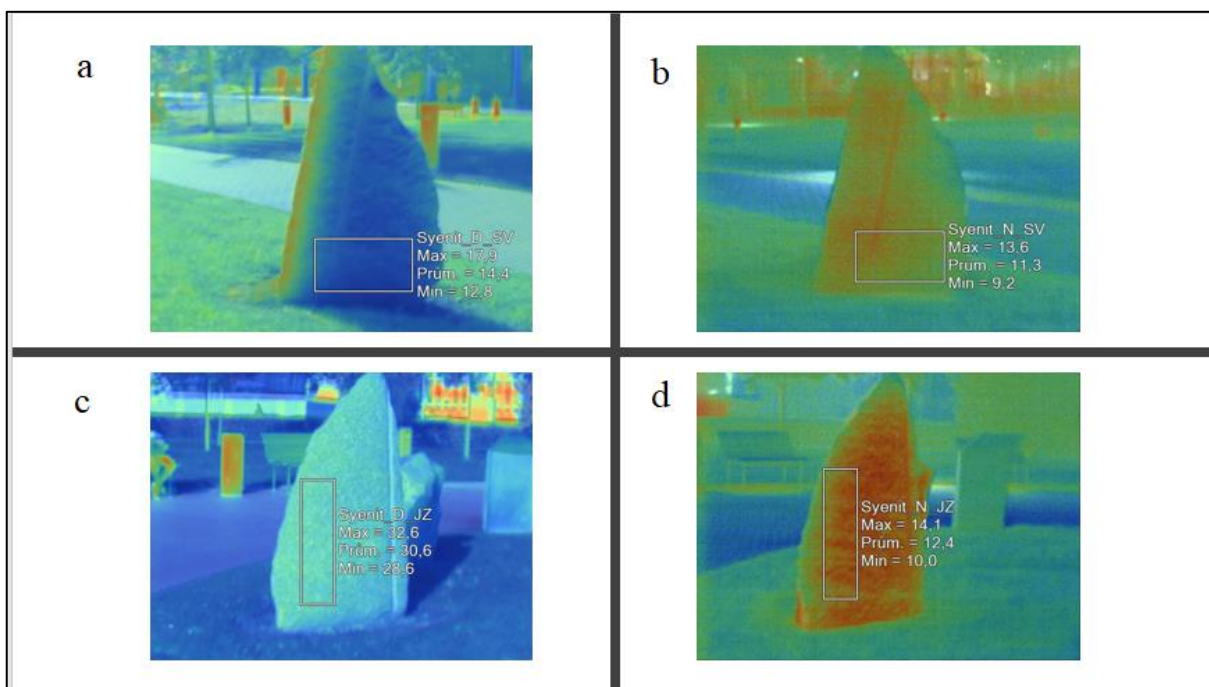 a
Syenit_D_SV
Max = 17,9
Prům. = 14,4
Min = 12,8
b
Syenit_N_SV
Max = 13,6
Prům. = 11,3
Min = 9,2
c
Syenit_D_JZ
Max = 32,6
Prům. = 30,6
Min = 28,6
d
Syenit_N_JZ
Max = 14,1
Prům. = 12,4
Min = 10,0